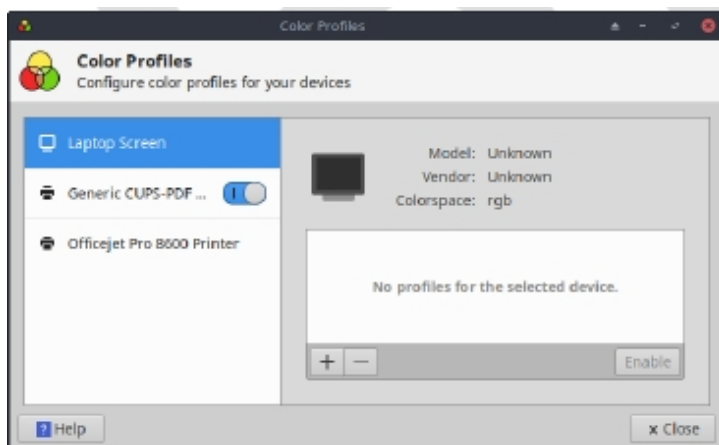 Color Profiles
Color Profiles
Configure color profiles for your devices
Laptop Screen
Generic CUPS-PDF ...
Officejet Pro 8600 Printer
Model: Unknown
Vendor: Unknown
Colorspace: rgb
No profiles for the selected device.
+ −
Enable
? Help
x Close